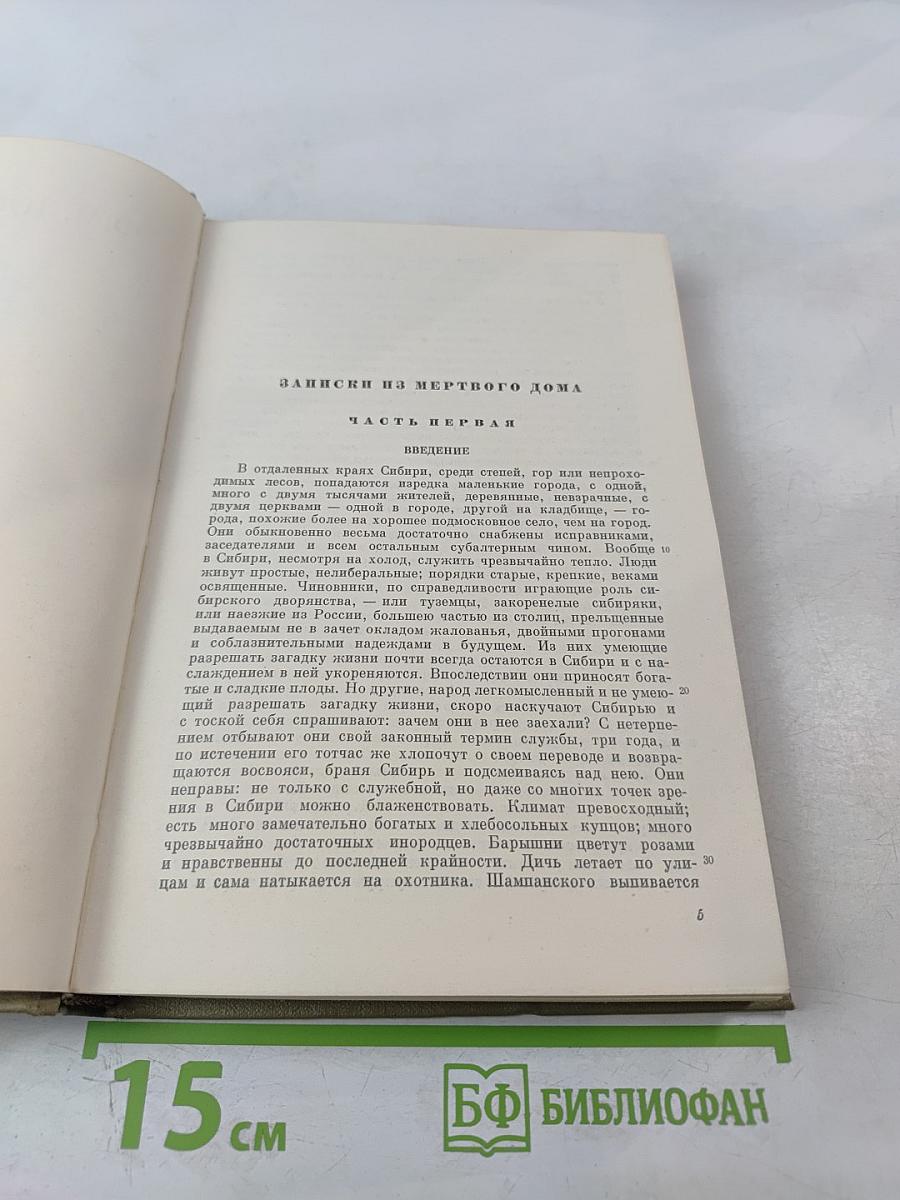 ЗАПИСКИ ИЗ МЕРТВОГО ДОМА
ЧАСТЬ ПЕРВАЯ
ВВЕДЕНИЕ
В отдаленных краях Сибири, среди степей, гор или непрохо-
димых лесов, попадаются изредка маленькие города, с одной,
много с двумя тысячами жителей, деревянные, невзрачные, с
двумя церквами — одной в городе, другой на кладбище, — го-
рода, похожие более на хорошее подмосковное село, чем на город.
Они обыкновенно весьма достаточно снабжены исправниками,
заседателями и всем остальным субалтерным чином. Вообще 10
в Сибири, несмотря на холод, служить чрезвычайно тепло. Люди
живут простые, нелиберальные; порядки старые, крепкие, веками
освященные. Чиновники, по справедливости играющие роль си-
бирского дворянства, — или туземцы, закоренелые сибиряки,
или наезжие из России, большею частью из столиц, прельщенные
выдаваемым не в зачет окладом жалованья, двойными прогонами
и соблазнительными надеждами в будущем. Из них умеющие
разрешать загадку жизни почти всегда остаются в Сибири и с на-
слаждением в ней укореняются. Впоследствии они приносят бога-
тые и сладкие плоды. Но другие, народ легкомысленный и не умею- 20
щий разрешать загадку жизни, скоро наскучают Сибирью и
с тоской себя спрашивают: зачем они в нее заехали? С нетерпе-
нием отбывают они свой законный термин службы, три года, и
по истечении его тотчас же хлопочут о своем переводе и возвра-
щаются восвояси, браня Сибирь и подсмеиваясь над нею. Они
неправы: не только с служебной, но даже со многих точек зре-
ния в Сибири можно блаженствовать. Климат превосходный;
есть много замечательно богатых и хлебосольных купцов; много
чрезвычайно достаточных инородцев. Барышни цветут розами
и нравственны до последней крайности. Дичь летает по ули- 30
цам и сама натыкается на охотника. Шампанского выпивается
5
15 см
БФ БИБЛИОФАН